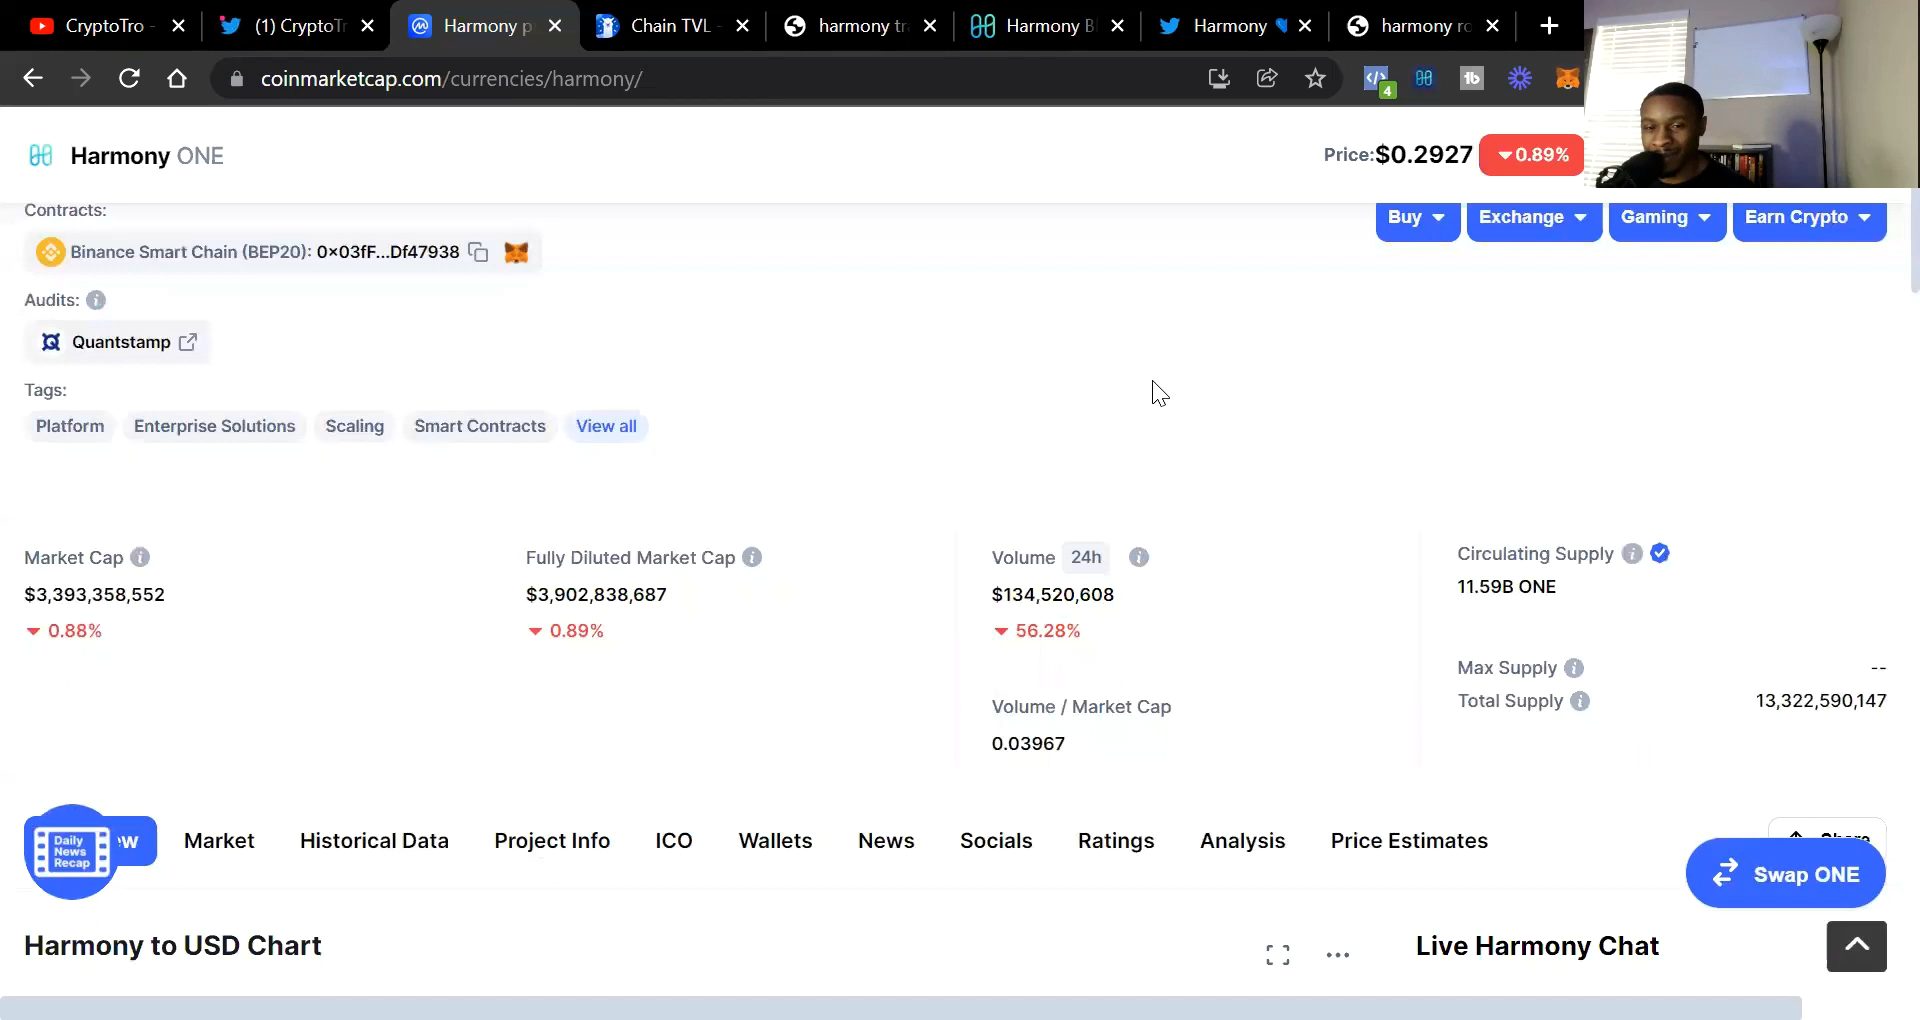 CryptoTro -
(1) CryptoTr
Harmony p
Chain TVL -
harmony tr
Harmony B
Harmony
harmony ro
coinmarketcap.com/currencies/harmony/
4
tb
Harmony ONE
Price:$0.2927
0.89%
Contracts:
Buy
Exchange
Gaming
Earn Crypto
Binance Smart Chain (BEP20): 0x03fF...Df47938
Audits:
Quantstamp
Tags:
Platform
Enterprise Solutions
Scaling
Smart Contracts
View all
Market Cap
$3,393,358,552
0.88%
Fully Diluted Market Cap
$3,902,838,687
0.89%
Volume 24h
$134,520,608
56.28%
Volume / Market Cap
0.03967
Circulating Supply
11.59B ONE
Max Supply --
Total Supply 13,322,590,147
Daily
News
Recap
ew
Market
Historical Data
Project Info
ICO
Wallets
News
Socials
Ratings
Analysis
Price Estimates
Share
Swap ONE
Harmony to USD Chart
Live Harmony Chat